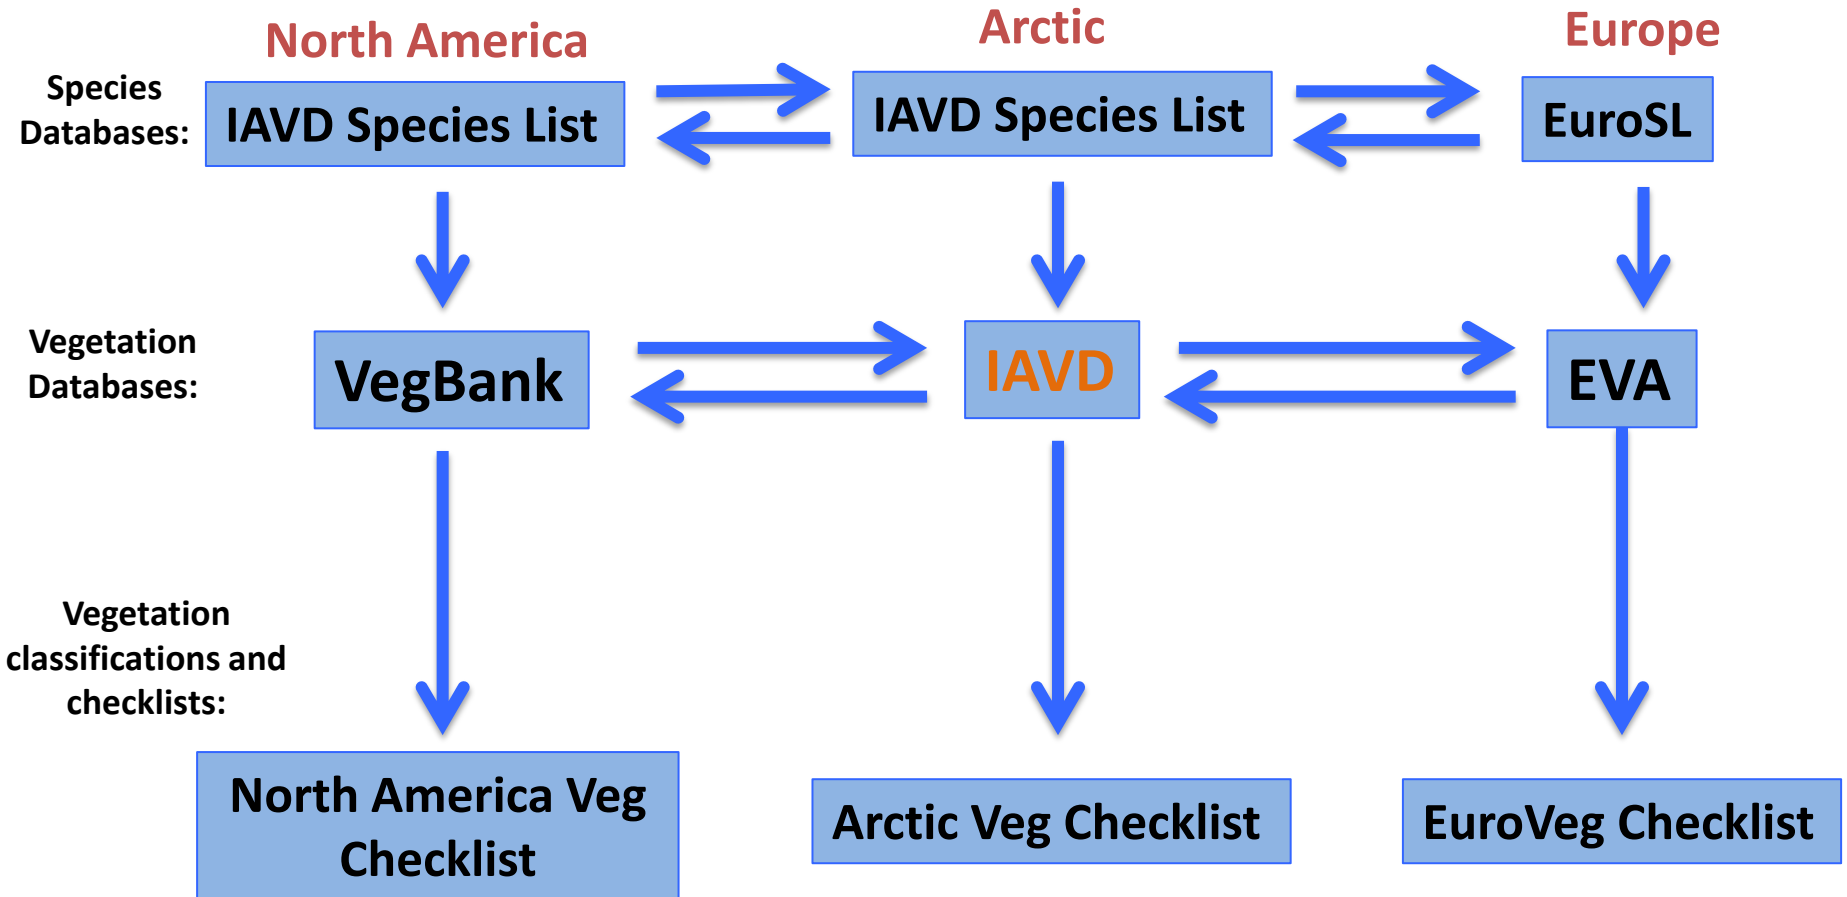 North America
Arctic
Europe
Species
Databases:
IAVD Species List
IAVD Species List
EuroSL
Vegetation
Databases:
VegBank
IAVD
EVA
Vegetation
classifications and
checklists:
North America Veg
Checklist
Arctic Veg Checklist
EuroVeg Checklist